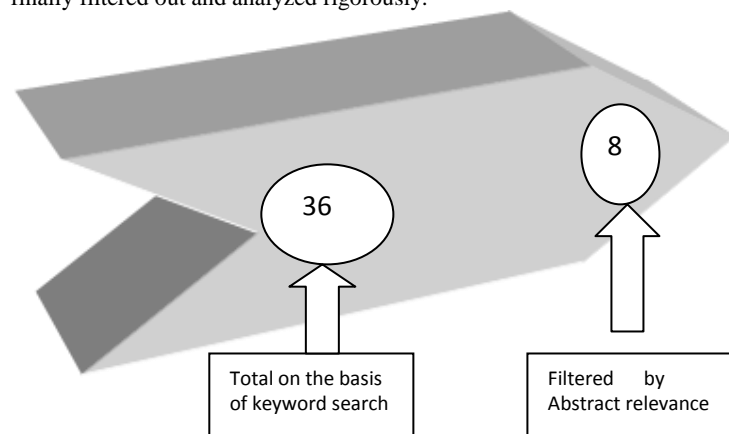 finally filtered out and analyzed rigorously.
8
36
Total on the basis
of keyword search
Filtered by
Abstract relevance